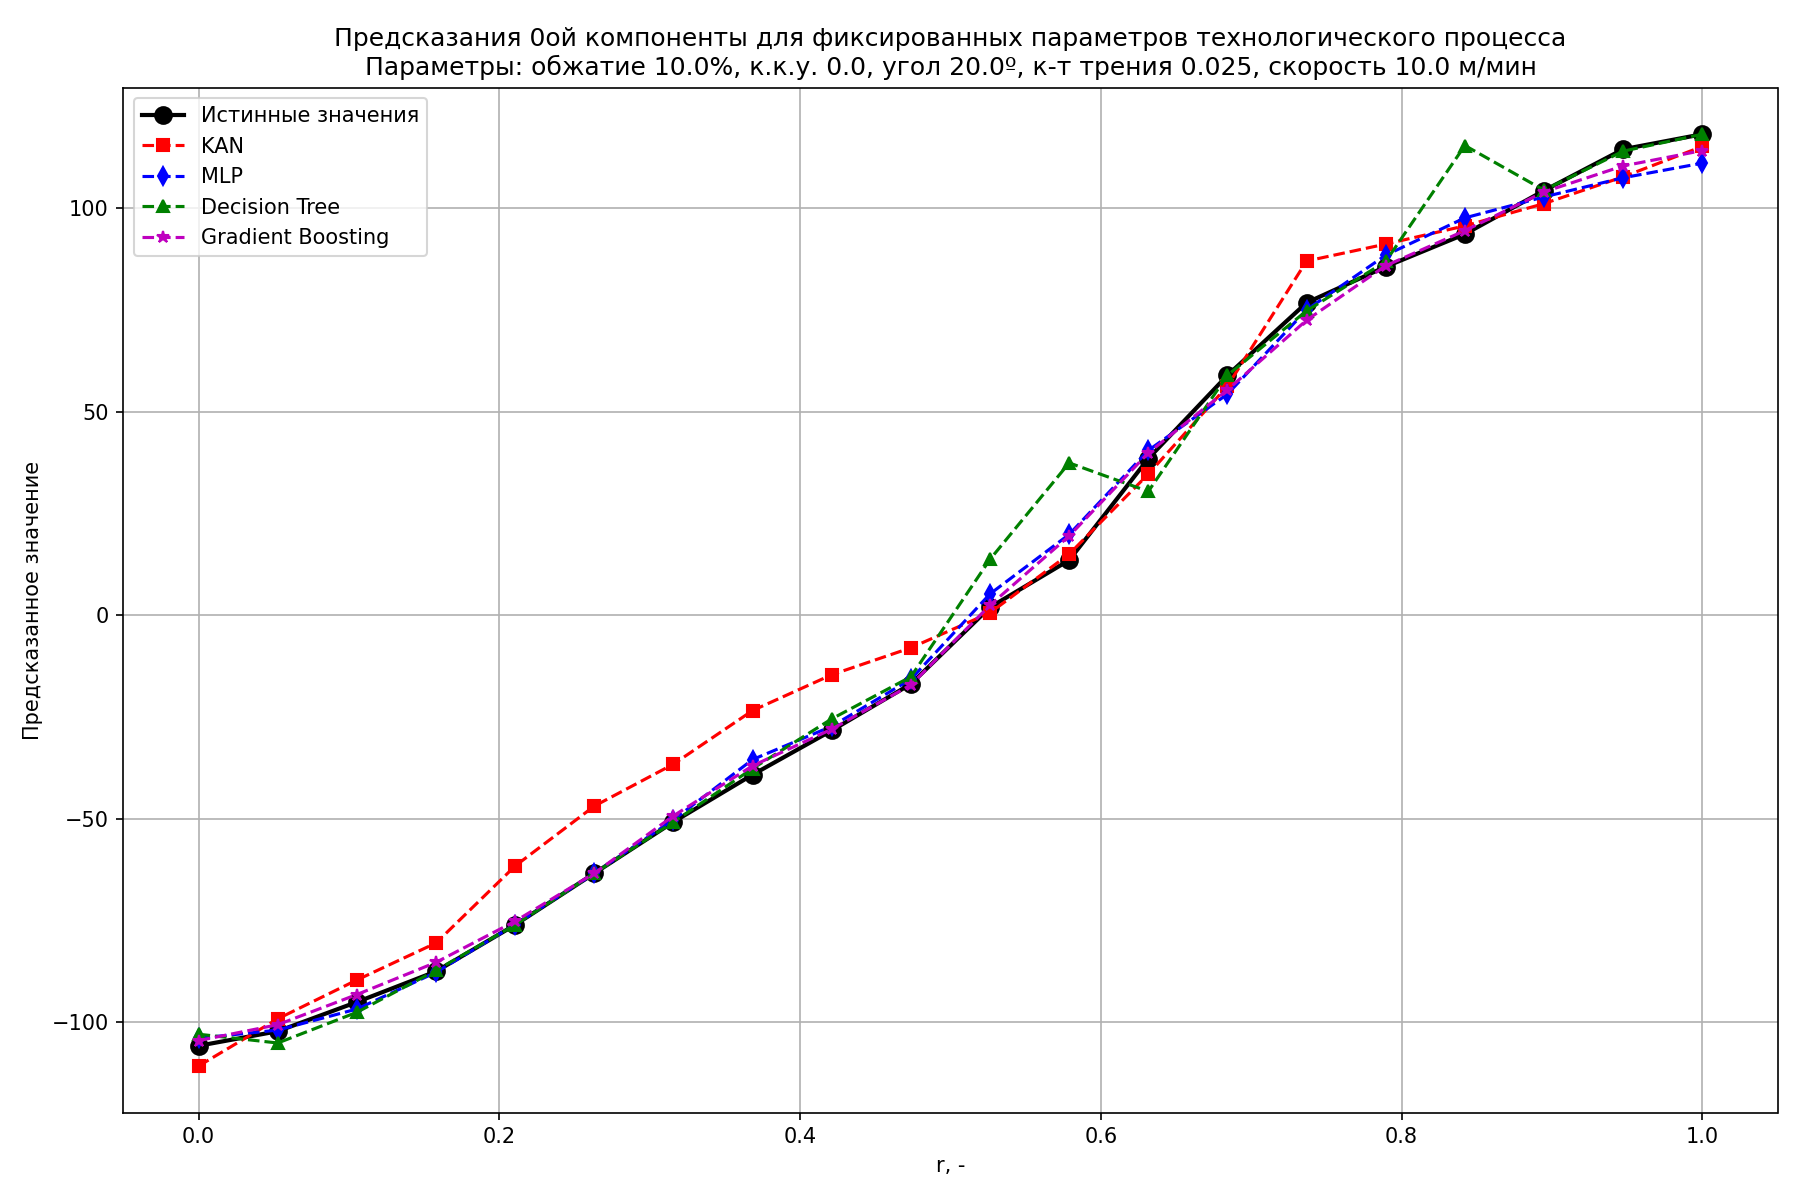 Предсказания 0ой компоненты для фиксированных параметров технологического процесса
Параметры: обжатие 10.0%, к.к.у. 0.0, угол 20.0º, к-т трения 0.025, скорость 10.0 м/мин
Истинные значения
KAN
MLP
Decision Tree
Gradient Boosting
Предсказанное значение
100
50
0
−50
−100
0.0
0.2
0.4
0.6
0.8
1.0
r, -